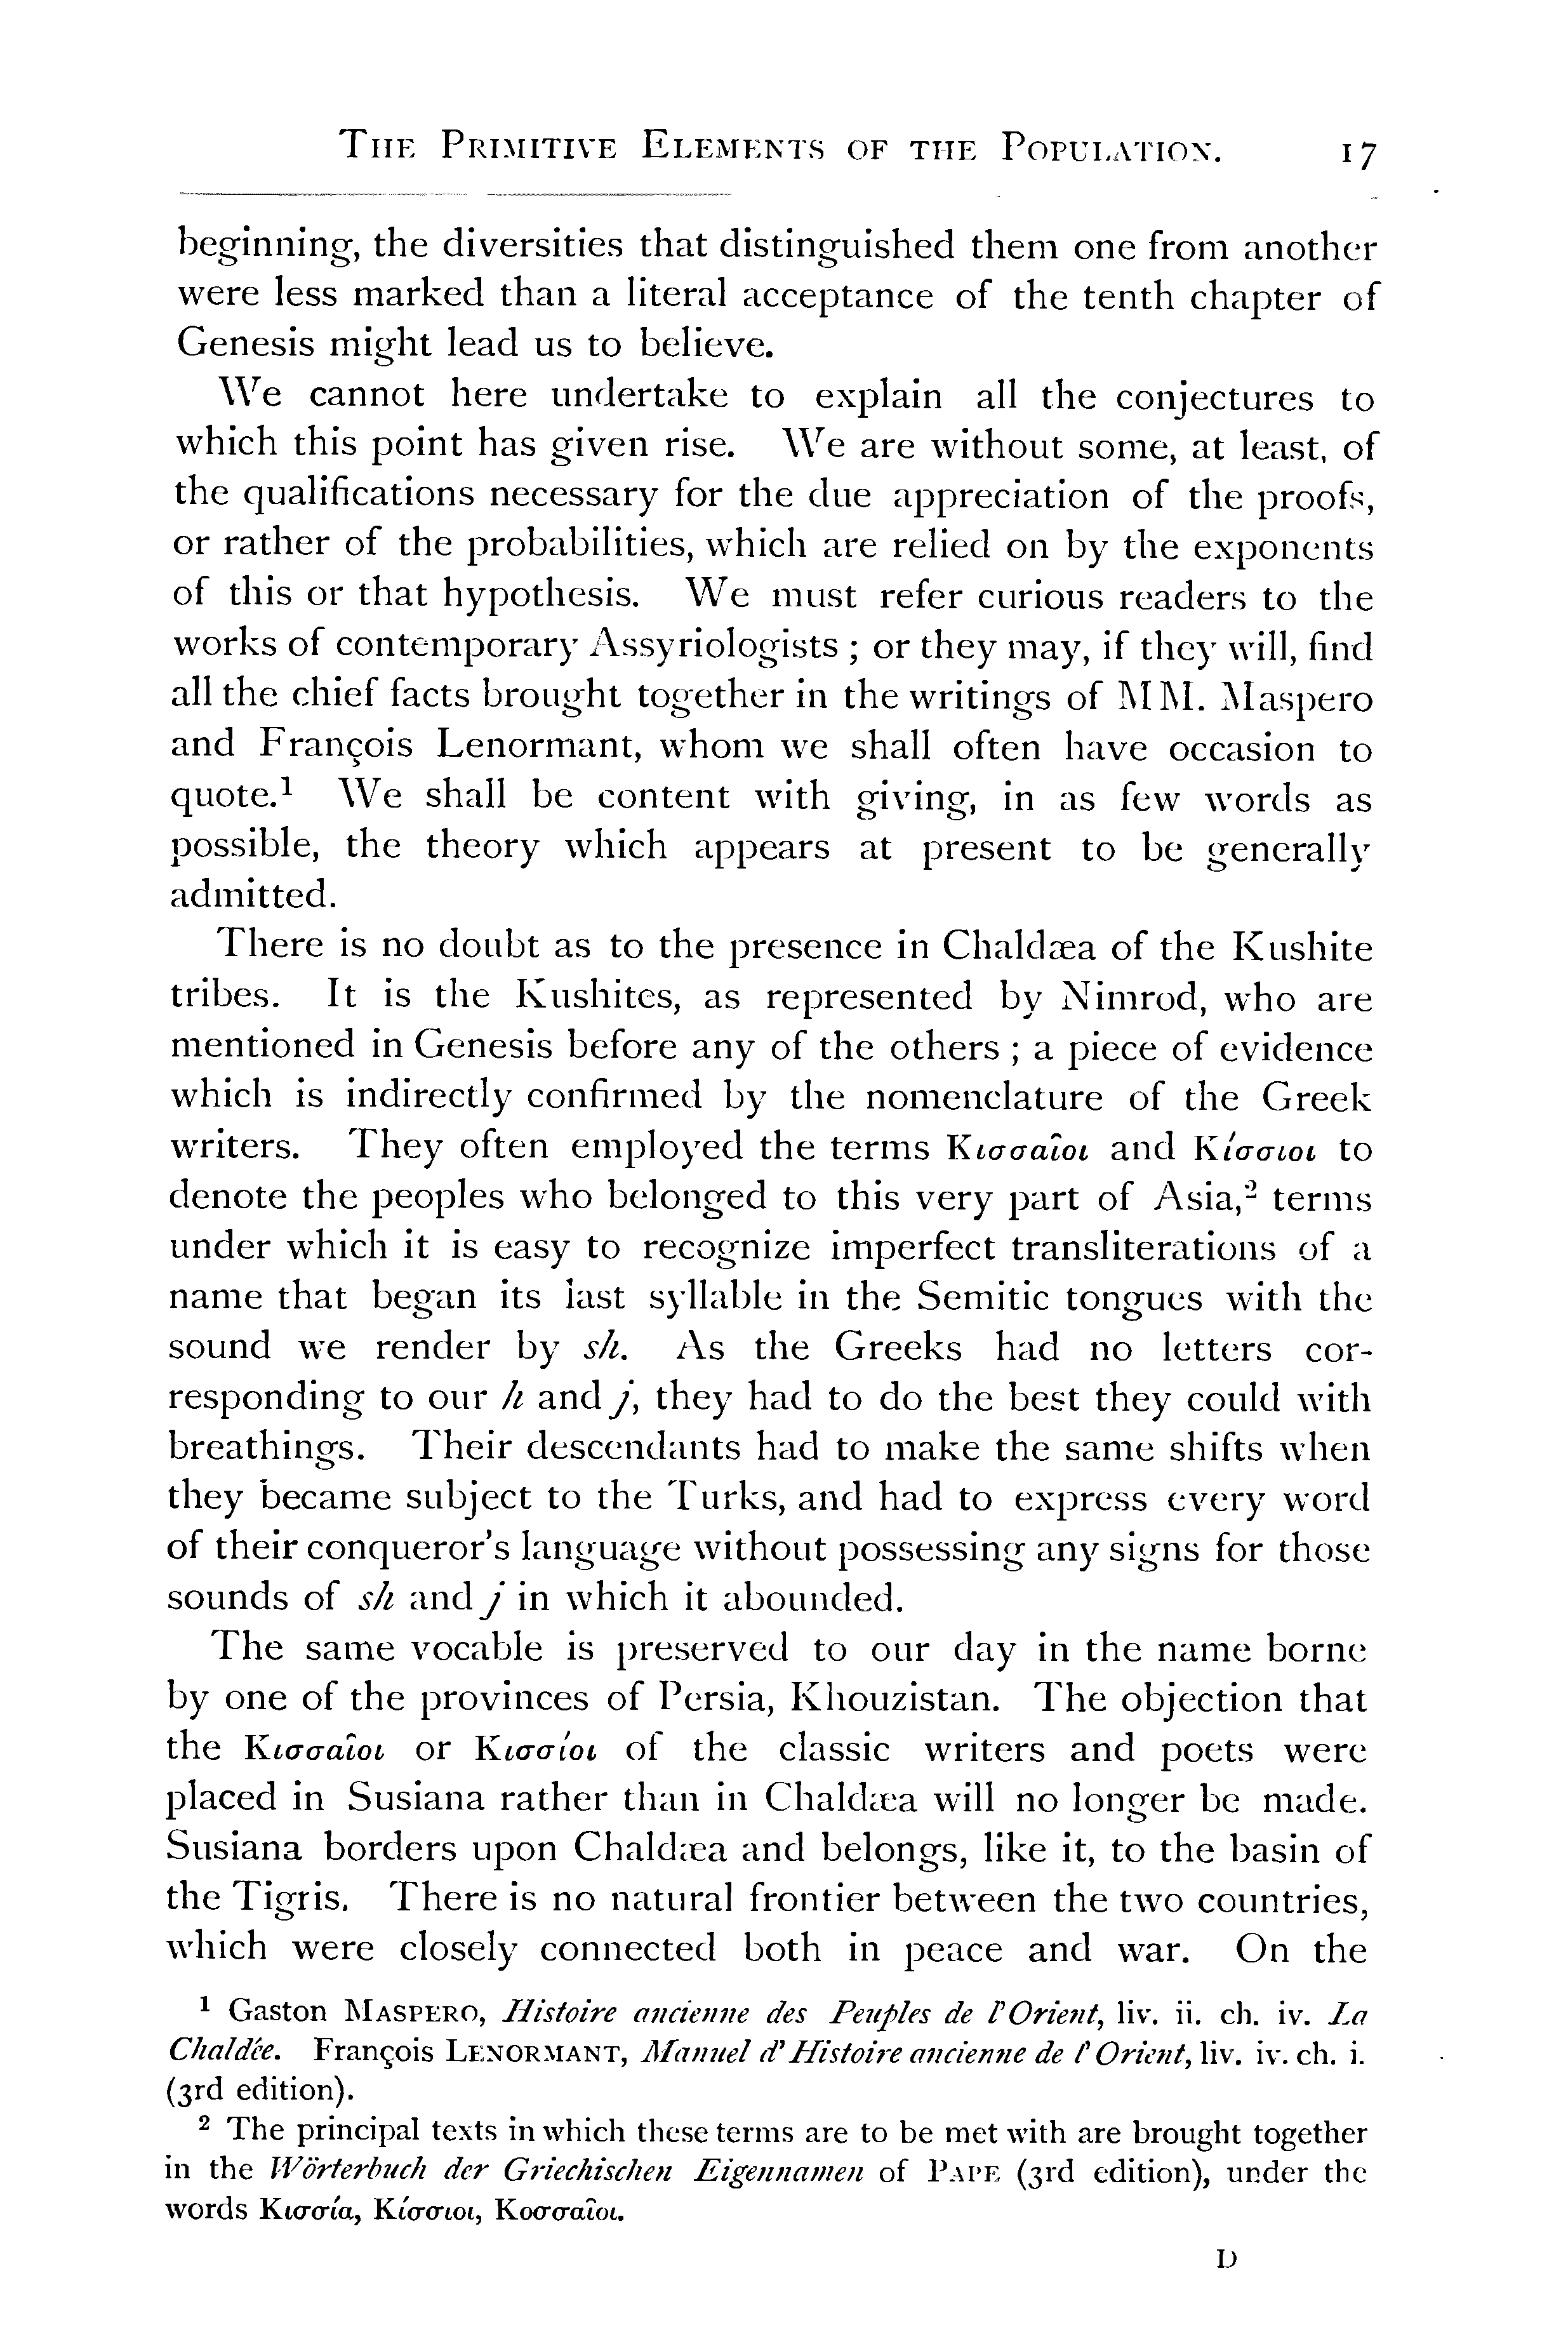 The Primitive Elements of the Population. 17
beginning, the diversities that distinguished them one from another
were less marked than a literal acceptance of the tenth chapter of
Genesis might lead us to believe.
We cannot here undertake to explain all the conjectures to
which this point has given rise. We are without some, at least, of
the qualifications necessary for the due appreciation of the proofs,
or rather of the probabilities, which are relied on by the exponents
of this or that hypothesis. We must refer curious readers to the
works of contemporary Assyriologists ; or they may, if they will, find
all the chief facts brought together in the writings of MM. Maspero
and François Lenormant, whom we shall often have occasion to
quote.¹ We shall be content with giving, in as few words as
possible, the theory which appears at present to be generally
admitted.
There is no doubt as to the presence in Chaldæa of the Kushite
tribes. It is the Kushites, as represented by Nimrod, who are
mentioned in Genesis before any of the others ; a piece of evidence
which is indirectly confirmed by the nomenclature of the Greek
writers. They often employed the terms Κισσαῖοι and Κίσσιοι to
denote the peoples who belonged to this very part of Asia,² terms
under which it is easy to recognize imperfect transliterations of a
name that began its last syllable in the Semitic tongues with the
sound we render by sh. As the Greeks had no letters cor-
responding to our h and j, they had to do the best they could with
breathings. Their descendants had to make the same shifts when
they became subject to the Turks, and had to express every word
of their conqueror's language without possessing any signs for those
sounds of sh and j in which it abounded.
The same vocable is preserved to our day in the name borne
by one of the provinces of Persia, Khouzistan. The objection that
the Κισσαῖοι or Κισσίοι of the classic writers and poets were
placed in Susiana rather than in Chaldæa will no longer be made.
Susiana borders upon Chaldæa and belongs, like it, to the basin of
the Tigris. There is no natural frontier between the two countries,
which were closely connected both in peace and war. On the
¹ Gaston Maspero, Histoire ancienne des Peuples de l'Orient, liv. ii. ch. iv. La
Chaldée. François Lenormant, Manuel d'Histoire ancienne de l'Orient, liv. iv. ch. i.
(3rd edition).
² The principal texts in which these terms are to be met with are brought together
in the Wörterbuch der Griechischen Eigennamen of Pape (3rd edition), under the
words Κισσία, Κίσσιοι, Κοσσαῖοι.
D